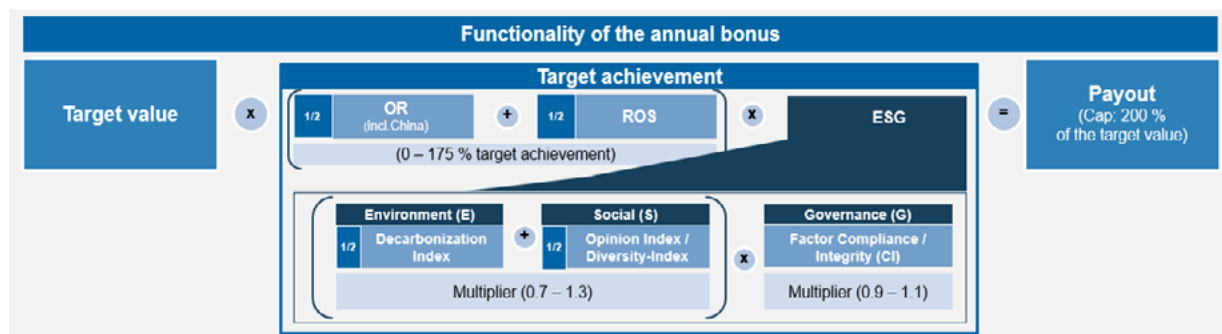 Functionality of the annual bonus
Target value
x
Target achievement
1/2
OR
(incl.China)
+
1/2
ROS
(0 – 175 % target achievement)
x
ESG
=
Payout
(Cap: 200 %
of the target value)
Environment (E)
1/2
Decarbonization
Index
+
Social (S)
1/2
Opinion Index /
Diversity-Index
Multiplier (0.7 – 1.3)
x
Governance (G)
Factor Compliance /
Integrity (CI)
Multiplier (0.9 – 1.1)